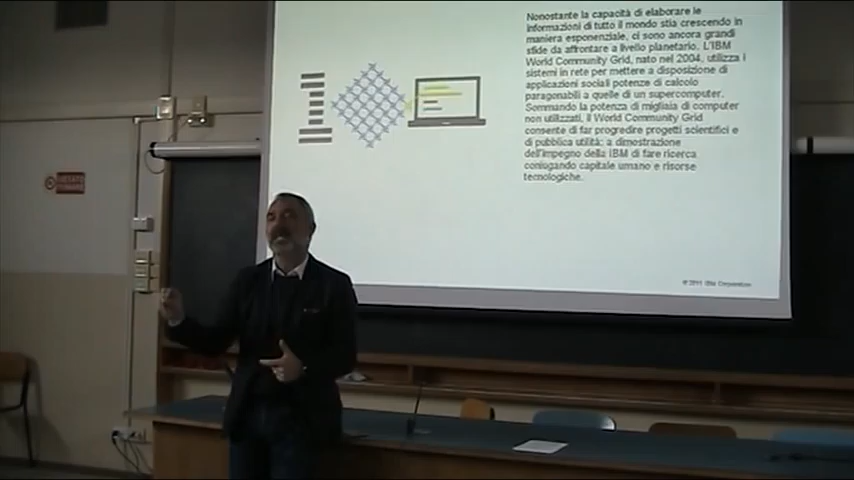 Nonostante la capacità di elaborare le
informazioni di tutto il mondo stia crescendo in
maniera esponenziale, ci sono ancora grandi
sfide da affrontare a livello planetario. L'IBM
World Community Grid, nato nel 2004, utilizza i
sistemi in rete per mettere a disposizione di
applicazioni sociali potenze di calcolo
paragonabili a quelle di un supercomputer.
Sommando la potenza di migliaia di computer
non utilizzati, il World Community Grid
consente di far progredire progetti scientifici e
di pubblica utilità: a dimostrazione
dell'impegno della IBM di fare ricerca
coniugando capitale umano e risorse
tecnologiche.
© 2011 IBM Corporation
VIETATO
FUMARE